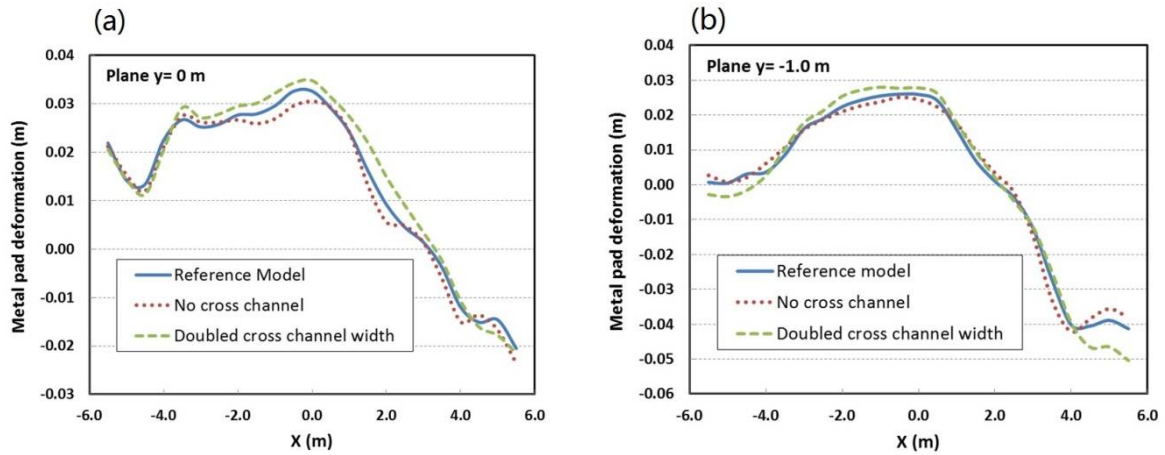 (a)
Plane y= 0 m
Metal pad deformation (m)
0.04
0.03
0.02
0.01
0.00
-0.01
-0.02
-0.03
Reference Model
No cross channel
Doubled cross channel width
-6.0 -4.0 -2.0 0.0 2.0 4.0 6.0
X (m)
(b)
Plane y= -1.0 m
Metal pad deformation (m)
0.04
0.03
0.02
0.01
0.00
-0.01
-0.02
-0.03
-0.04
-0.05
-0.06
Reference model
No cross channel
Doubled cross channel width
-6.0 -4.0 -2.0 0.0 2.0 4.0 6.0
X (m)